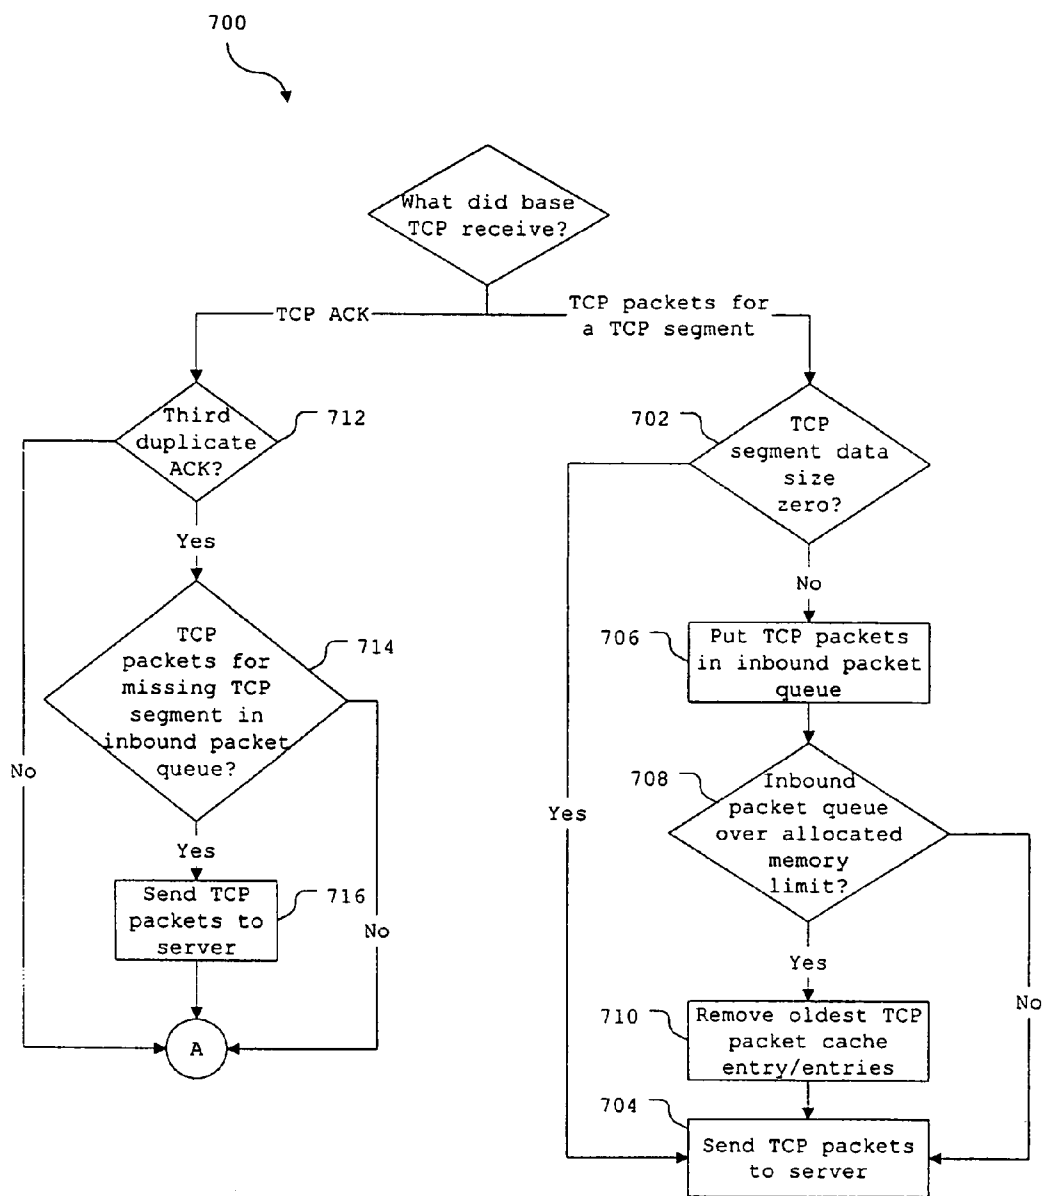 700
What did base
TCP receive?
TCP ACK
TCP packets for
a TCP segment
Third
duplicate
ACK?
712
702
TCP
segment data
size
zero?
Yes
No
TCP
packets for
missing TCP
segment in
inbound packet
queue?
714
706
Put TCP packets
in inbound packet
queue
No
708
Inbound
packet queue
over allocated
memory
limit?
Yes
Yes
Send TCP
packets to
server
716
No
Yes
No
710
Remove oldest TCP
packet cache
entry/entries
A
704
Send TCP packets
to server